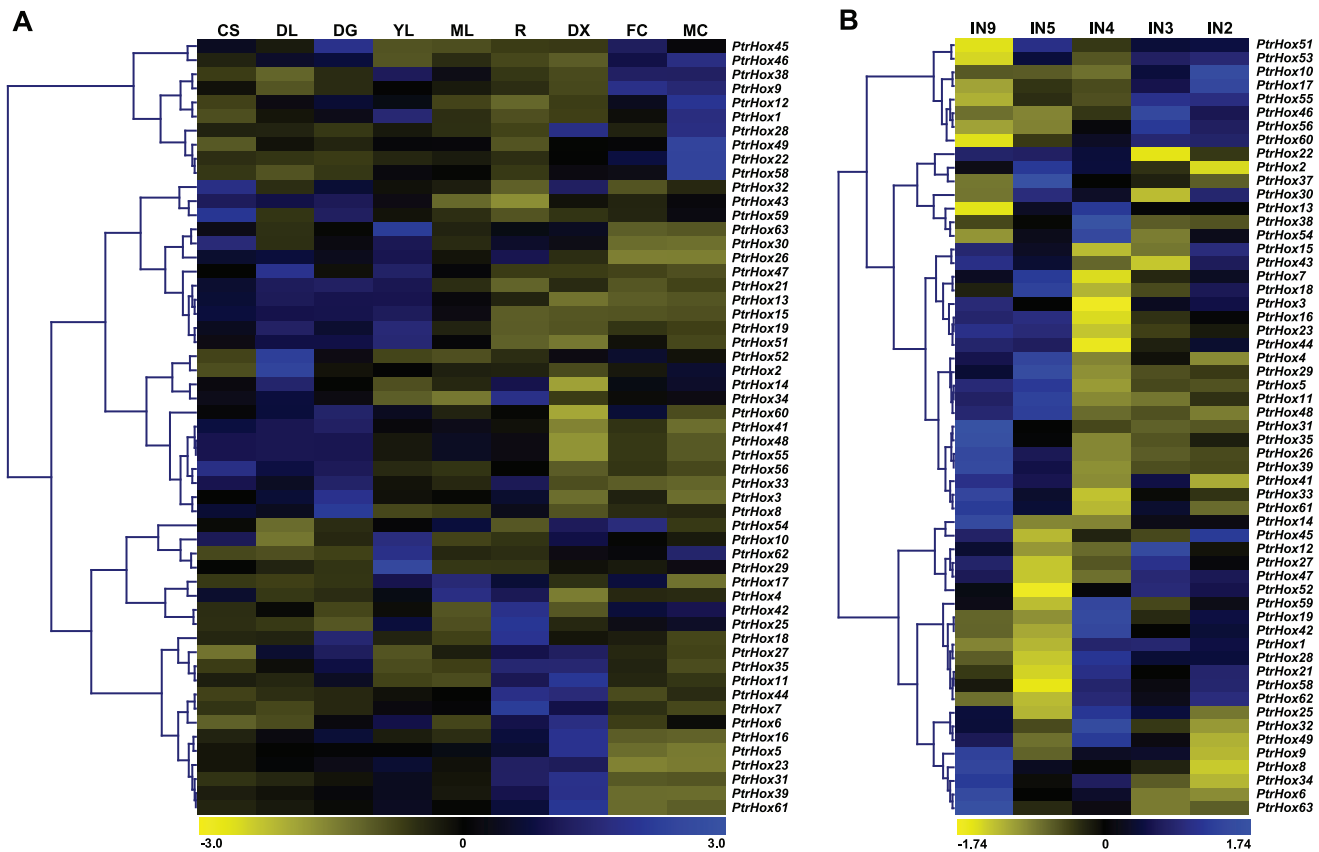 A
CS DL DG YL ML R DX FC MC
PtrHox45
PtrHox46
PtrHox38
PtrHox9
PtrHox12
PtrHox1
PtrHox28
PtrHox49
PtrHox22
PtrHox58
PtrHox32
PtrHox43
PtrHox59
PtrHox63
PtrHox30
PtrHox26
PtrHox47
PtrHox21
PtrHox13
PtrHox15
PtrHox19
PtrHox51
PtrHox52
PtrHox2
PtrHox14
PtrHox34
PtrHox60
PtrHox41
PtrHox48
PtrHox55
PtrHox56
PtrHox33
PtrHox3
PtrHox8
PtrHox54
PtrHox10
PtrHox62
PtrHox29
PtrHox17
PtrHox4
PtrHox42
PtrHox25
PtrHox18
PtrHox27
PtrHox35
PtrHox11
PtrHox44
PtrHox7
PtrHox6
PtrHox16
PtrHox5
PtrHox23
PtrHox31
PtrHox39
PtrHox61
-3.0 0 3.0
B
IN9 IN5 IN4 IN3 IN2
PtrHox51
PtrHox53
PtrHox10
PtrHox17
PtrHox55
PtrHox46
PtrHox56
PtrHox60
PtrHox22
PtrHox2
PtrHox37
PtrHox30
PtrHox13
PtrHox38
PtrHox54
PtrHox15
PtrHox43
PtrHox7
PtrHox18
PtrHox3
PtrHox16
PtrHox23
PtrHox44
PtrHox4
PtrHox29
PtrHox5
PtrHox11
PtrHox48
PtrHox31
PtrHox35
PtrHox26
PtrHox39
PtrHox41
PtrHox33
PtrHox61
PtrHox14
PtrHox45
PtrHox12
PtrHox27
PtrHox47
PtrHox52
PtrHox59
PtrHox19
PtrHox42
PtrHox1
PtrHox28
PtrHox21
PtrHox58
PtrHox62
PtrHox25
PtrHox32
PtrHox49
PtrHox9
PtrHox8
PtrHox34
PtrHox6
PtrHox63
-1.74 0 1.74